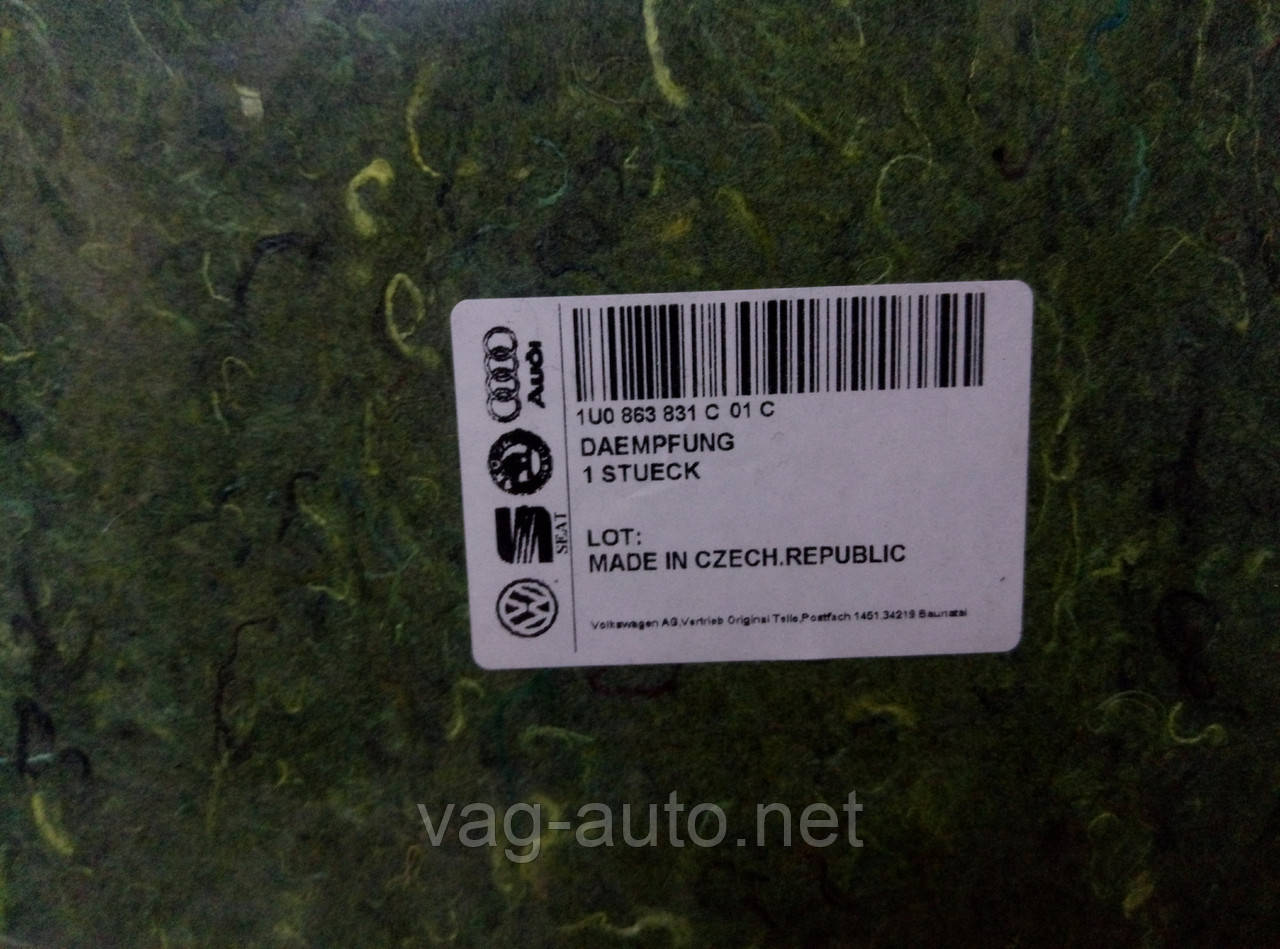 1U0 863 831 C 01 C
DAEMPFUNG
1 STUECK
LOT:
MADE IN CZECH.REPUBLIC
Volkswagen AG,Vertrieb Original Teile,Postfach 1451,34219 Baunatal
Audi
SEAT
vag-auto.net